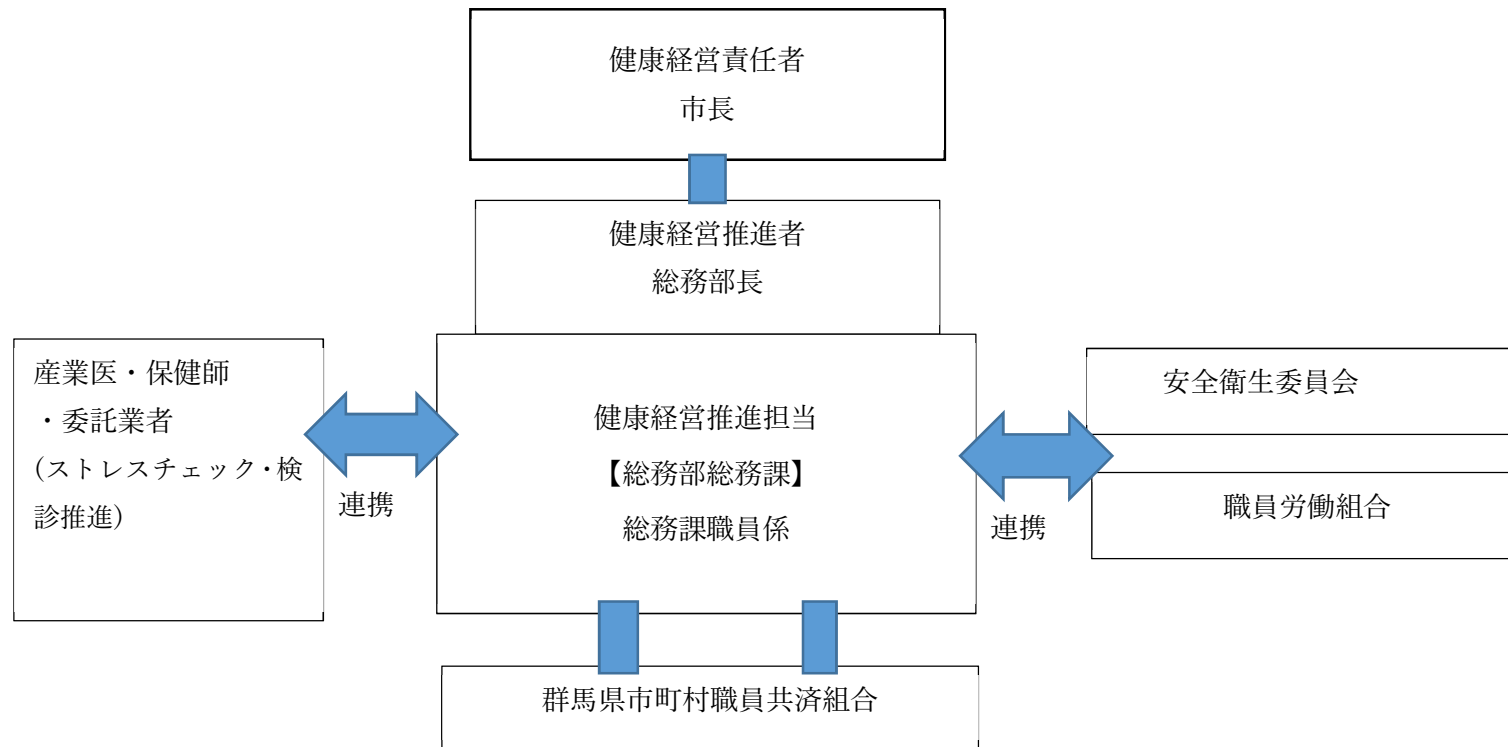 健康経営責任者
市長
健康経営推進者
総務部長
産業医・保健師
・委託業者
(ストレスチェック・検
診推進)
連携
健康経営推進担当
【総務部総務課】
総務課職員係
連携
安全衛生委員会
職員労働組合
群馬県市町村職員共済組合